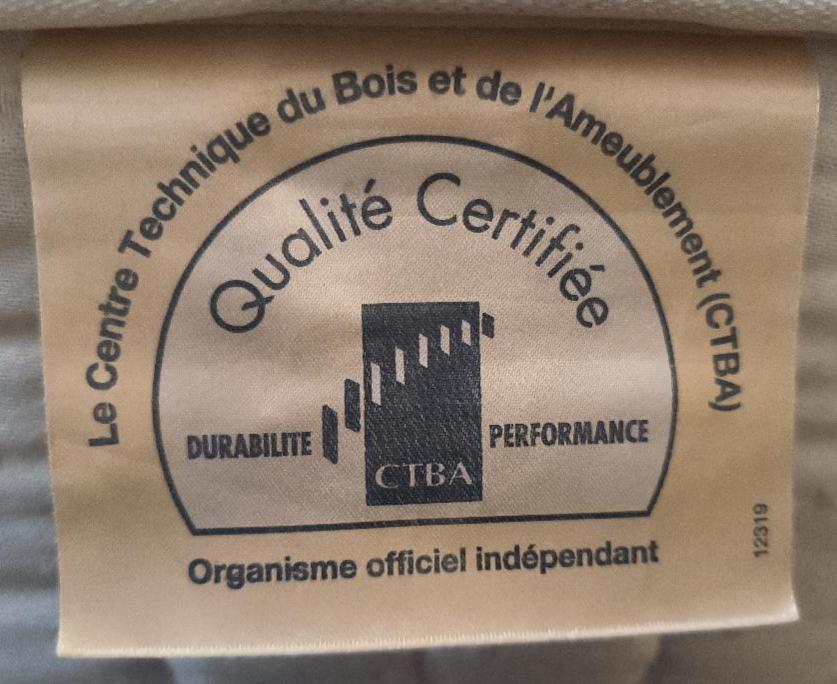 Le Centre Technique du Bois et de l'Ameublement (CTBA)
Qualité Certifiée
DURABILITE
PERFORMANCE
CTBA
Organisme officiel indépendant
12319